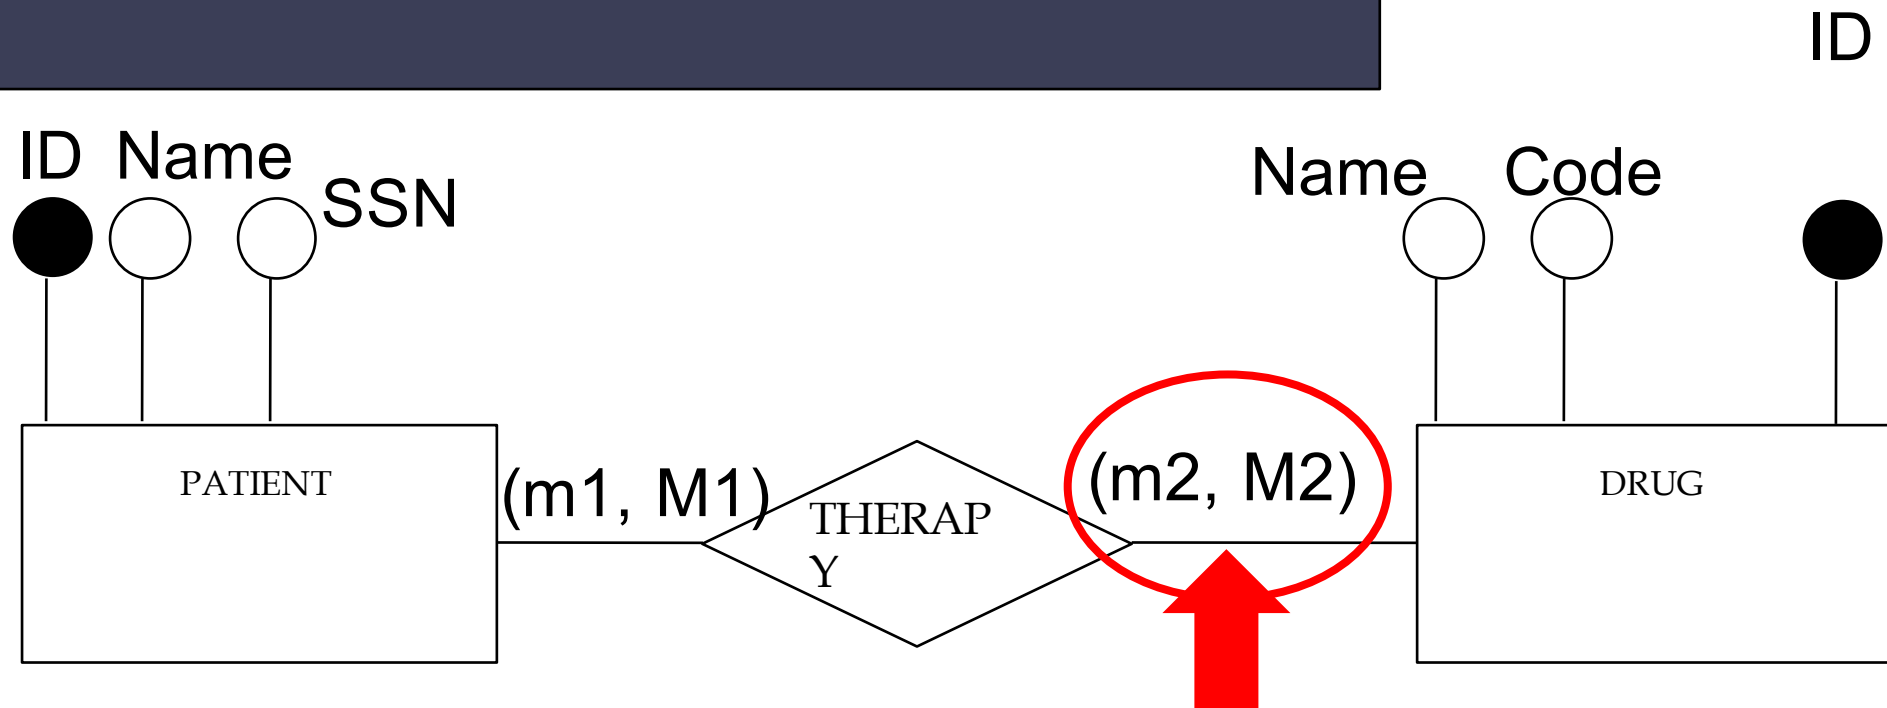 ID
ID Name
SSN
Name Code
PATIENT
(m1, M1)
THERAP
Y
(m2, M2)
DRUG